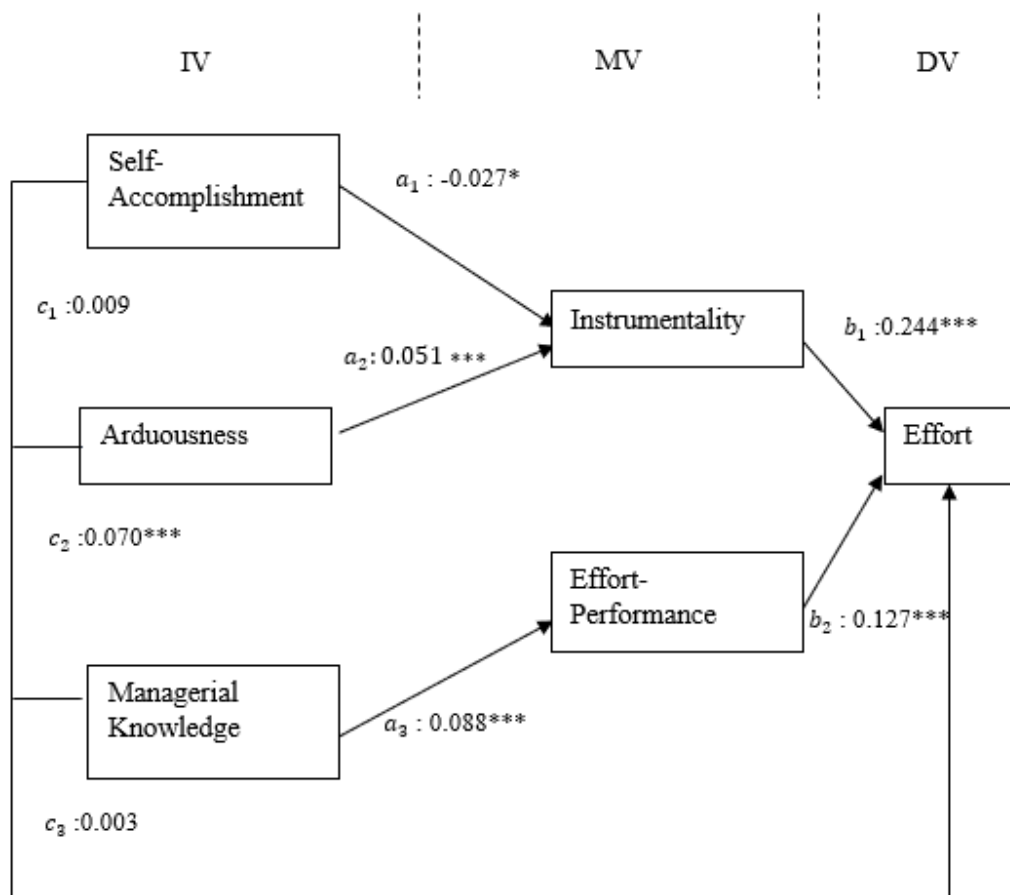 IV
MV
DV
Self-
Accomplishment
a₁ : -0.027*
c₁ :0.009
Instrumentality
b₁ :0.244***
a₂: 0.051 ***
Arduousness
Effort
c₂ :0.070***
Effort-
Performance
b₂ : 0.127***
Managerial
Knowledge
a₃ : 0.088***
c₃ :0.003